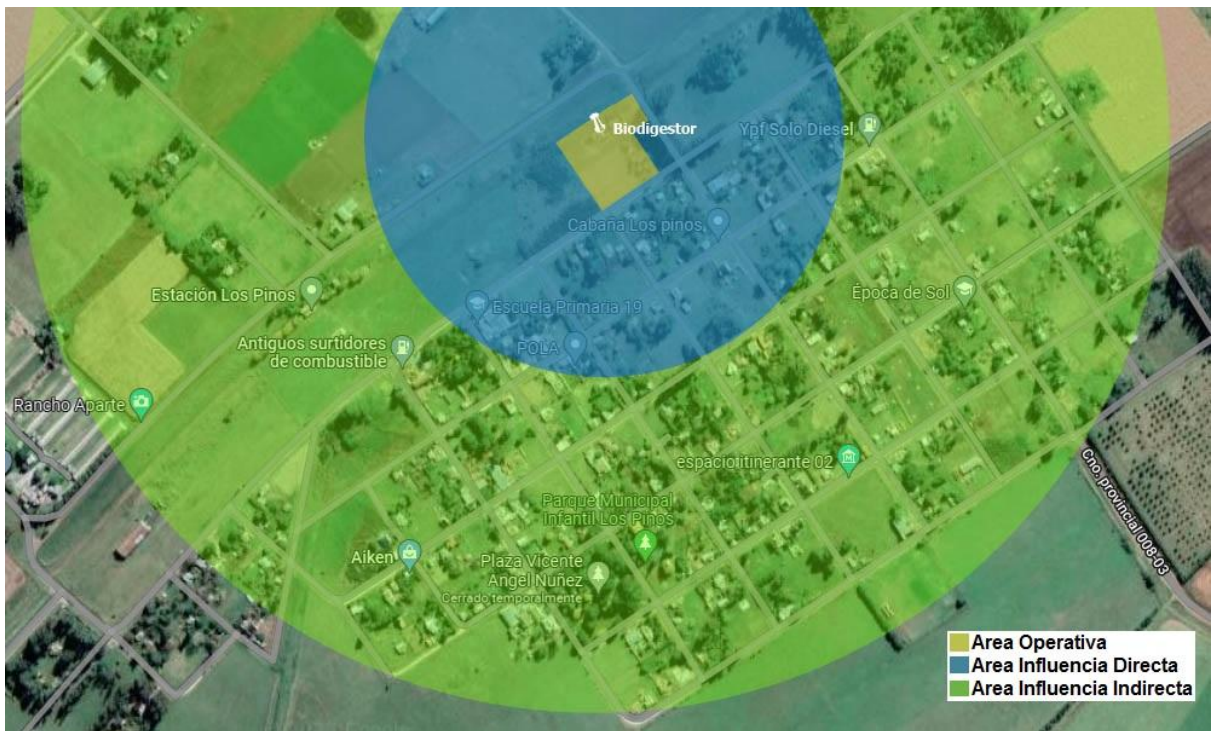 Biodigestor
Ypf Solo Diesel
Cabaña Los pinos
Estación Los Pinos
Escuela Primaria 19
Época de Sol
Antiguos surtidores
de combustible
POLA
Rancho Aparte
espacio itinerante 02
Cno. provincial 008-03
Parque Municipal
Infantil Los Pinos
Aiken
Plaza Vicente
Angel Nuñez
Cerrado temporalmente
Area Operativa
Area Influencia Directa
Area Influencia Indirecta